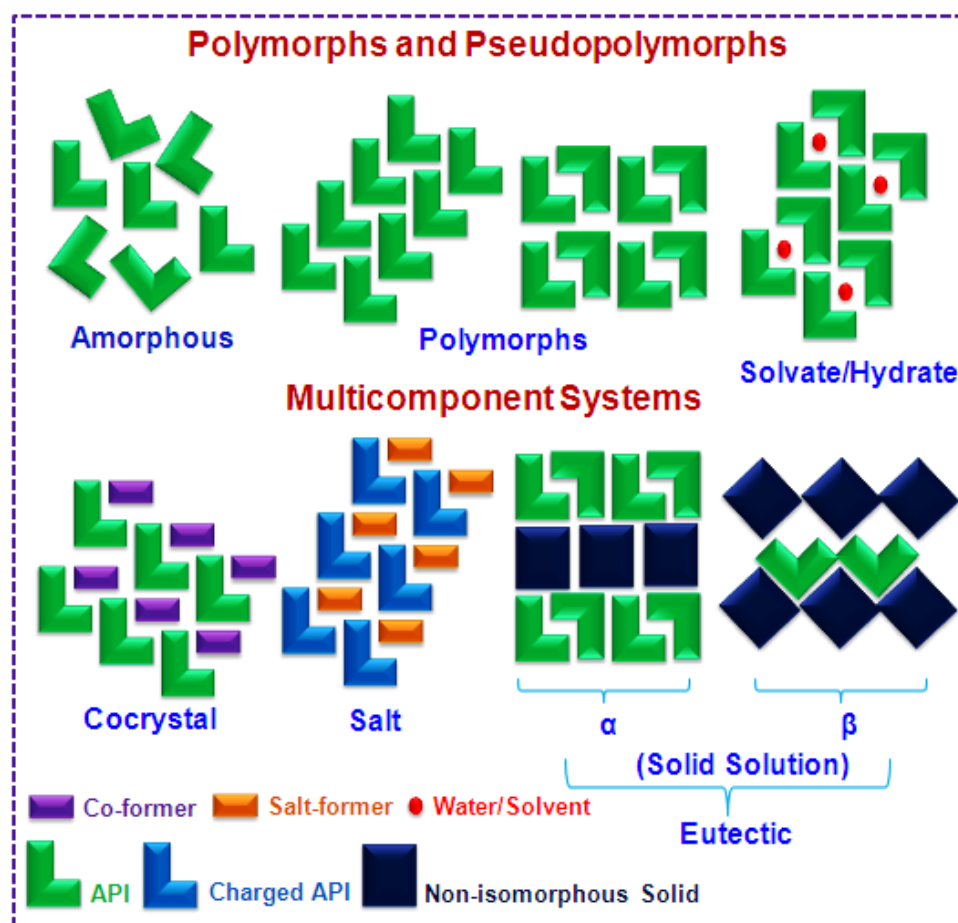 Polymorphs and Pseudopolymorphs
Amorphous
Polymorphs
Solvate/Hydrate
Multicomponent Systems
Cocrystal
Salt
α
β
(Solid Solution)
Eutectic
Co-former
Salt-former
Water/Solvent
API
Charged API
Non-isomorphous Solid